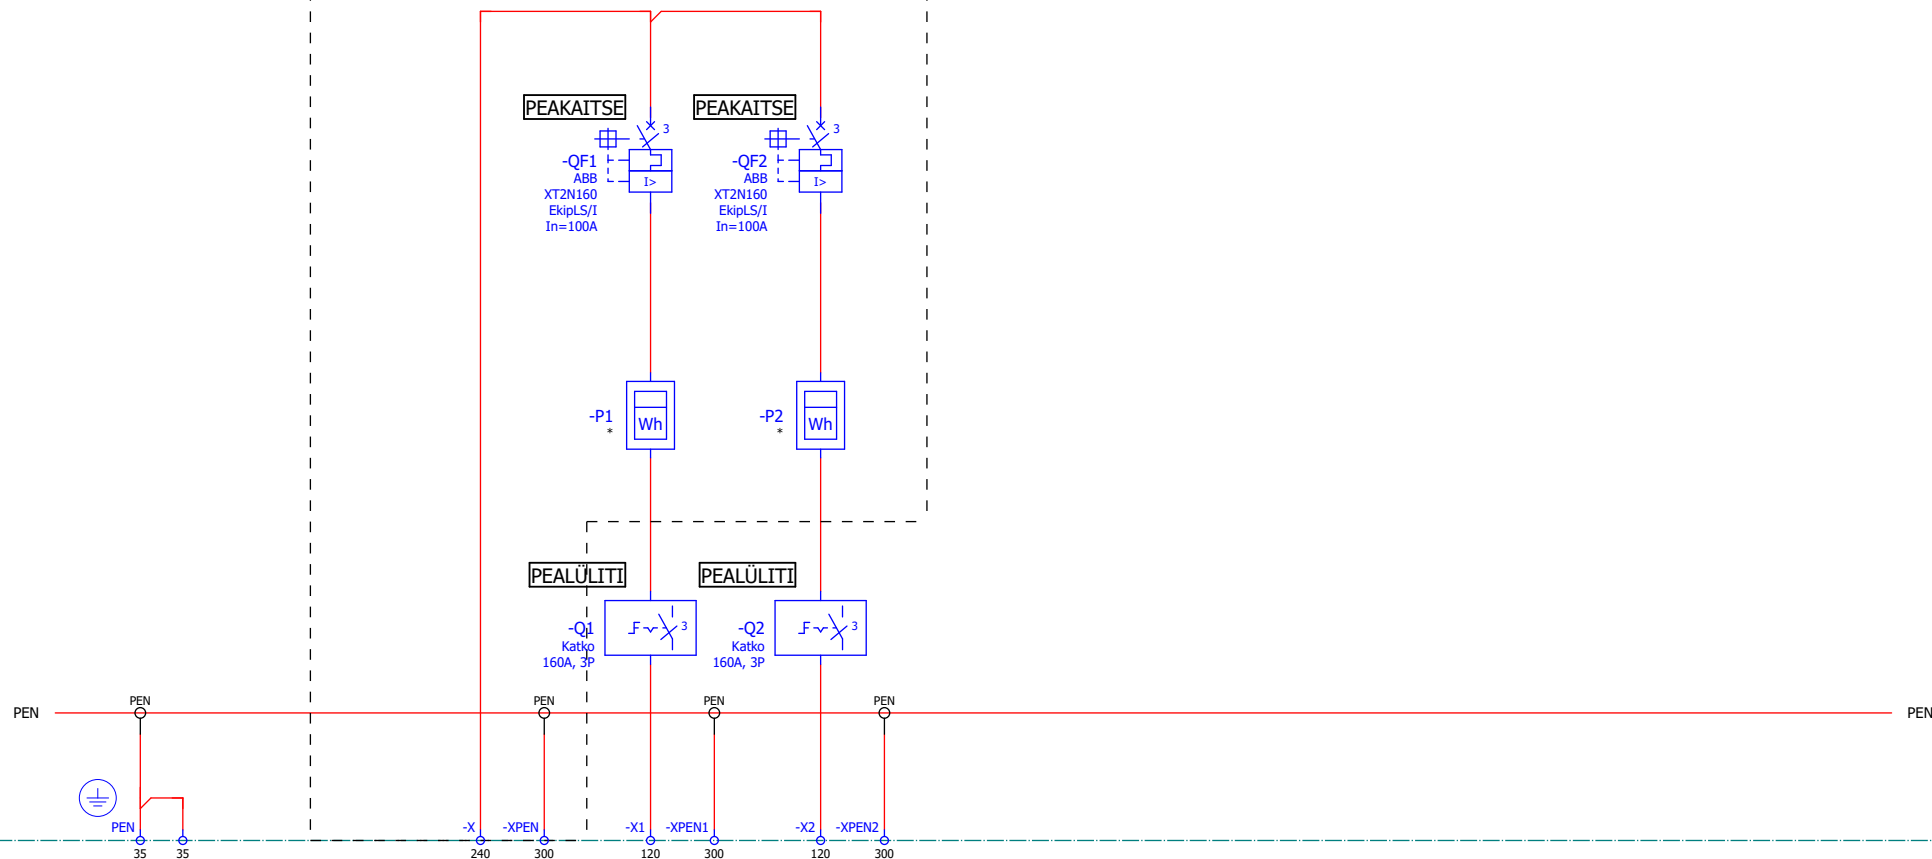 PEAKAITSE PEAKAITSE
3 3
-QF1 -QF2
ABB ABB
XT2N160 XT2N160
EkipLS/I EkipLS/I
In=100A In=100A
I> I>
-P1 -P2
* *
Wh Wh
PEALÜLITI PEALÜLITI
-Q1 3 -Q2 3
Katko Katko
160A, 3P 160A, 3P
PEN PEN PEN PEN
PEN PEN
PEN -X -XPEN -X1 -XPEN1 -X2 -XPEN2
35 35 240 300 120 300 120 300